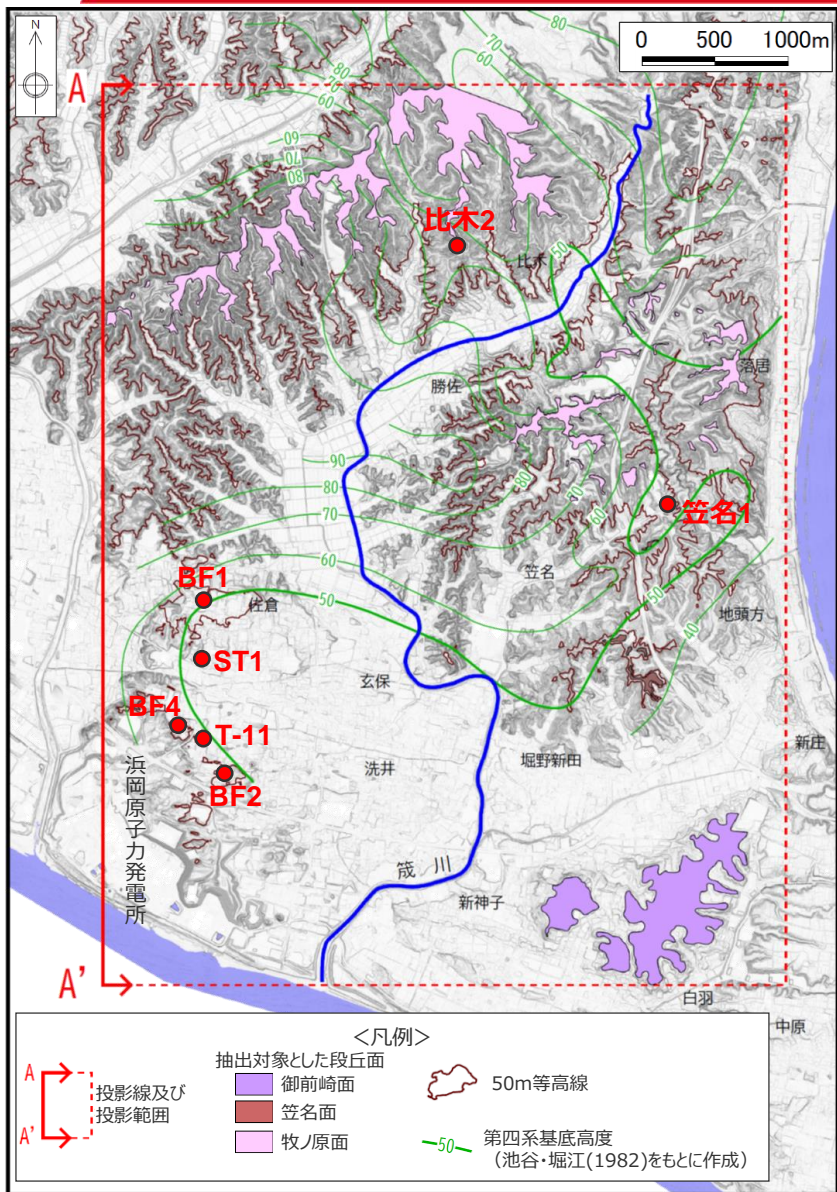 N
0 500 1000m
A
80
70
60
80
70
60
60
70
80
比木2
比木
50
落居
勝佐
90
80
70
60
80
70
60
笠名1
笠名
50
40
地頭方
BF1
50
佐倉
ST1
玄保
BF4
T-11
洗井
堀野新田
新庄
BF2
浜岡原子力発電所
筬川
新神子
A'
白羽
中原
<凡例>
抽出対象とした段丘面
A
A'
投影線及び
投影範囲
御前崎面
笠名面
牧ノ原面
50m等高線
50
第四系基底高度
(池谷・堀江(1982)をもとに作成)